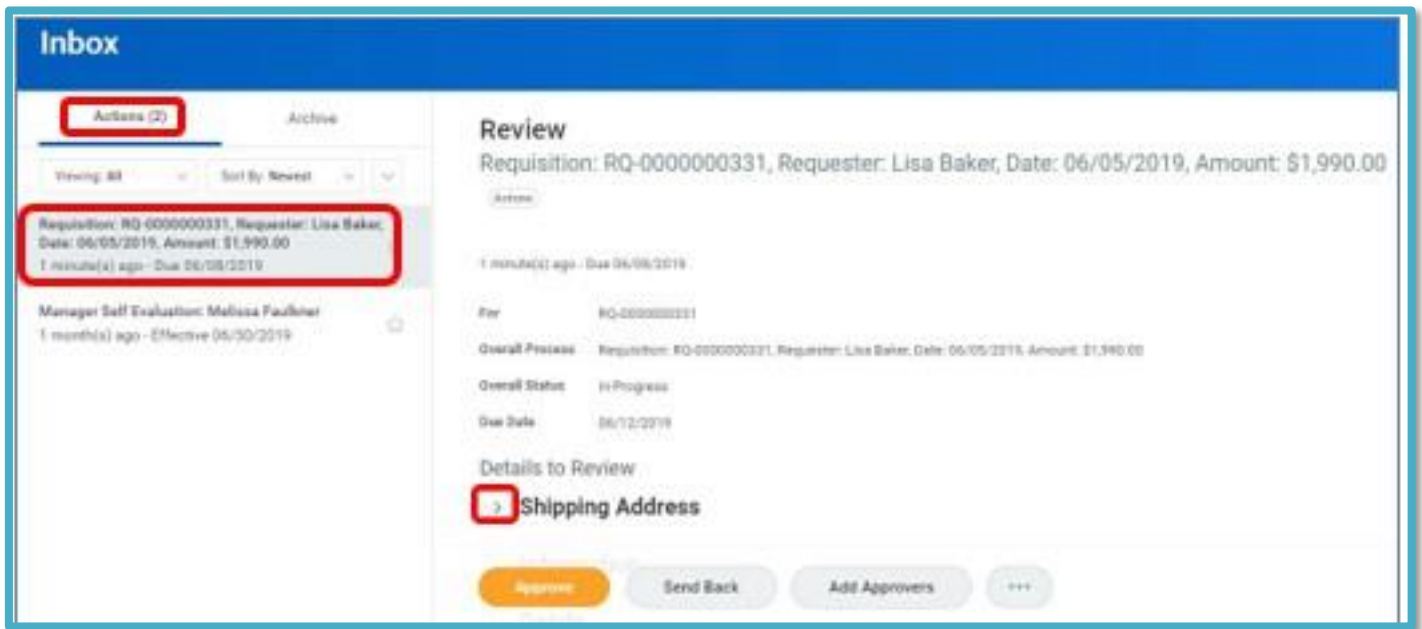 Inbox
Actions (2)
Archive
Viewing: All
Sort By: Newest
Requisition: RQ-0000000331, Requester: Lisa Baker,
Date: 06/05/2019, Amount: $1,990.00
1 minute(s) ago - Due 06/08/2019
Manager Self Evaluation: Melissa Faulkner
1 month(s) ago - Effective 06/30/2019
Review
Requisition: RQ-0000000331, Requester: Lisa Baker, Date: 06/05/2019, Amount: $1,990.00
Actions
1 minute(s) ago - Due 06/08/2019
For RQ-0000000331
Overall Process Requisition: RQ-0000000331, Requester: Lisa Baker, Date: 06/05/2019, Amount: $1,990.00
Overall Status In Progress
Due Date 06/12/2019
Details to Review
Shipping Address
Approve
Send Back
Add Approvers